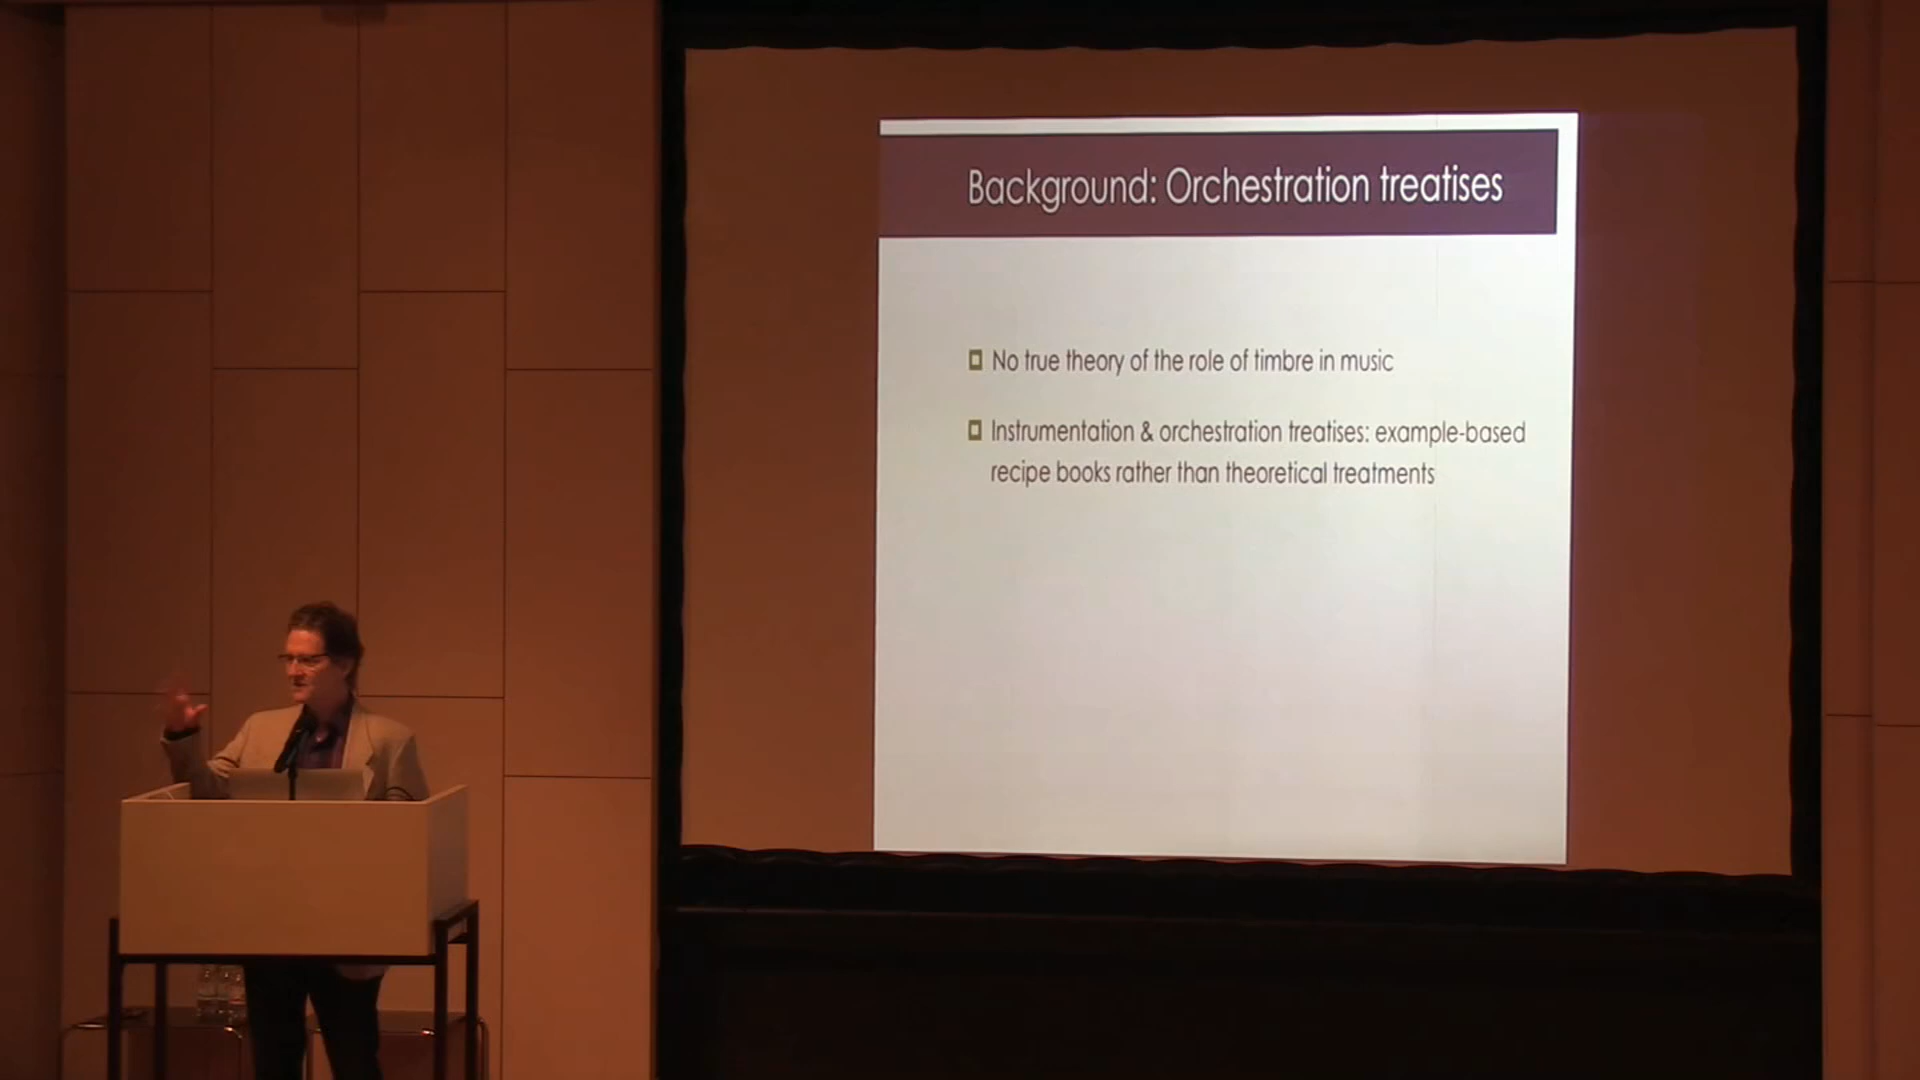 Background: Orchestration treatises
No true theory of the role of timbre in music
Instrumentation & orchestration treatises: example-based
recipe books rather than theoretical treatments